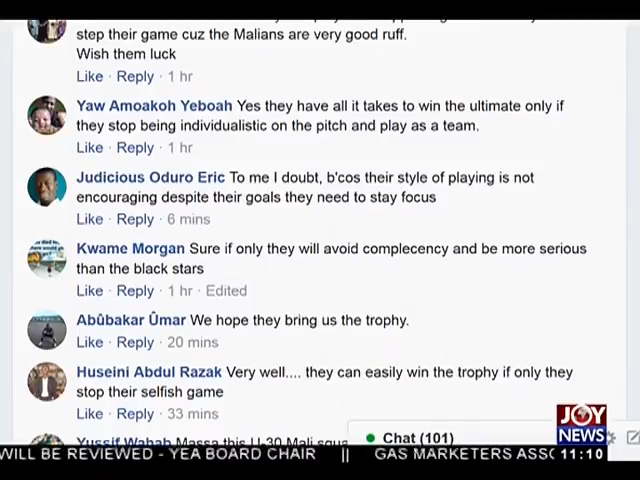 step their game cuz the Malians are very good ruff.
Wish them luck
Like · Reply · 1 hr
Yaw Amoakoh Yeboah Yes they have all it takes to win the ultimate only if
they stop being individualistic on the pitch and play as a team.
Like · Reply · 1 hr
Judicious Oduro Eric To me I doubt, b'cos their style of playing is not
encouraging despite their goals they need to stay focus
Like · Reply · 6 mins
Kwame Morgan Sure if only they will avoid complecency and be more serious
than the black stars
Like · Reply · 1 hr · Edited
Abûbakar Ûmar We hope they bring us the trophy.
Like · Reply · 20 mins
Huseini Abdul Razak Very well.... they can easily win the trophy if only they
stop their selfish game
Like · Reply · 33 mins
Yussif Wahab Massa this U-30 Mali squa
Chat (101)
JOY
NEWS
WILL BE REVIEWED - YEA BOARD CHAIR || GAS MARKETERS ASSO 11:10